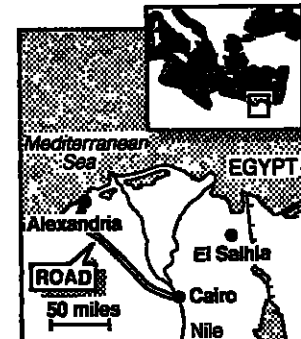 Mediterranean
Sea
EGYPT
Alexandria
El Salhia
ROAD
Cairo
50 miles
Nile